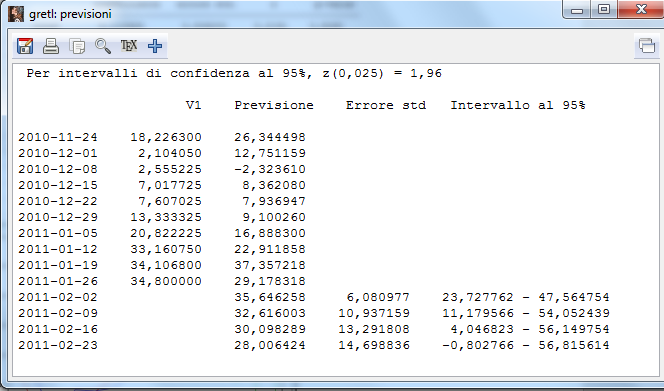 gretl: previsioni
TEX
Per intervalli di confidenza al 95%, z(0,025) = 1,96
V1 Previsione Errore std Intervallo al 95%
2010-11-24 18,226300 26,344498
2010-12-01 2,104050 12,751159
2010-12-08 2,555225 -2,323610
2010-12-15 7,017725 8,362080
2010-12-22 7,607025 7,936947
2010-12-29 13,333325 9,100260
2011-01-05 20,822225 16,888300
2011-01-12 33,160750 22,911858
2011-01-19 34,106800 37,357218
2011-01-26 34,800000 29,178318
2011-02-02 35,646258 6,080977 23,727762 - 47,564754
2011-02-09 32,616003 10,937159 11,179566 - 54,052439
2011-02-16 30,098289 13,291808 4,046823 - 56,149754
2011-02-23 28,006424 14,698836 -0,802766 - 56,815614